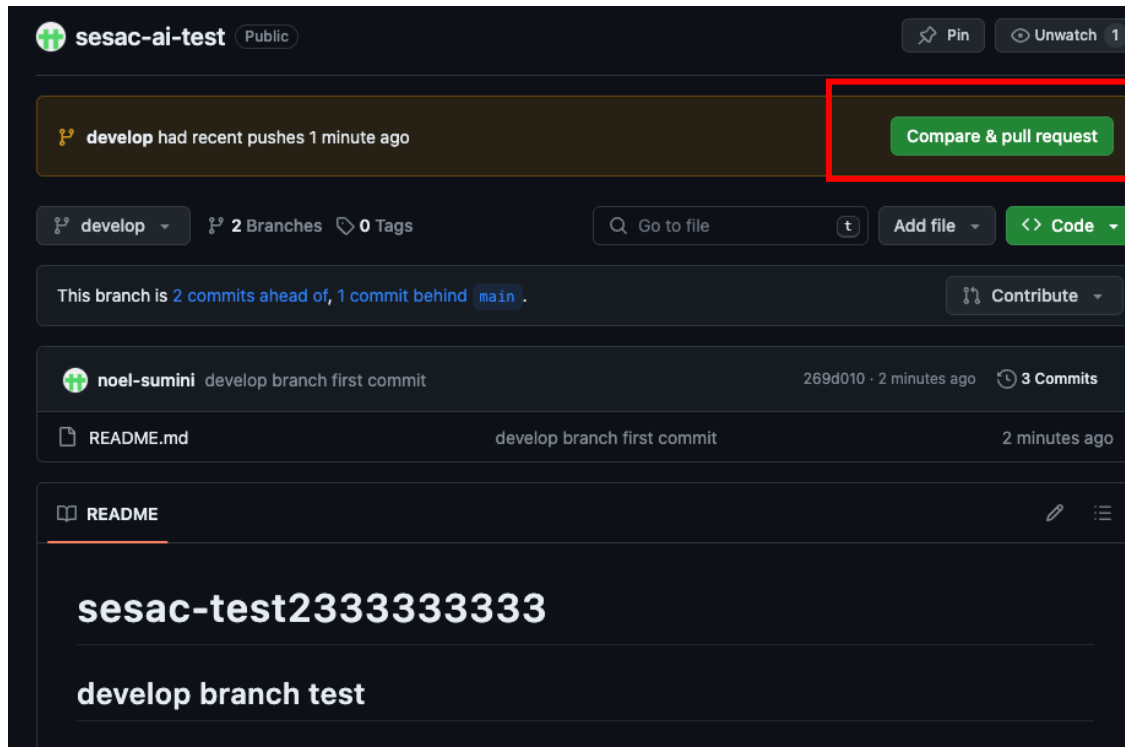 sesac-ai-test Public Pin Unwatch 1
develop had recent pushes 1 minute ago Compare & pull request
develop 2 Branches 0 Tags Go to file t Add file Code
This branch is 2 commits ahead of, 1 commit behind main . Contribute
noel-sumini develop branch first commit 269d010 · 2 minutes ago 3 Commits
README.md develop branch first commit 2 minutes ago
README
sesac-test2333333333
develop branch test